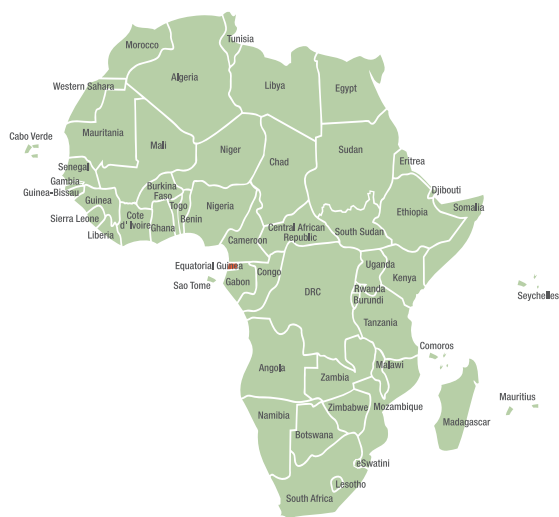 Tunisia
Morocco
Algeria
Libya
Egypt
Western Sahara
Mauritania
Cabo Verde
Mali
Niger
Chad
Sudan
Eritrea
Senegal
Gambia
Guinea-Bissau
Guinea
Burkina
Faso
Djibouti
Somalia
Sierra Leone
Cote
d' Ivoire
Ghana
Togo
Benin
Nigeria
Ethiopia
Liberia
Central African
Republic
South Sudan
Cameroon
Equatorial Guinea
Sao Tome
Gabon
Congo
DRC
Uganda
Kenya
Rwanda
Burundi
Seychelles
Tanzania
Comoros
Angola
Zambia
Malawi
Mozambique
Mauritius
Namibia
Zimbabwe
Madagascar
Botswana
eSwatini
Lesotho
South Africa